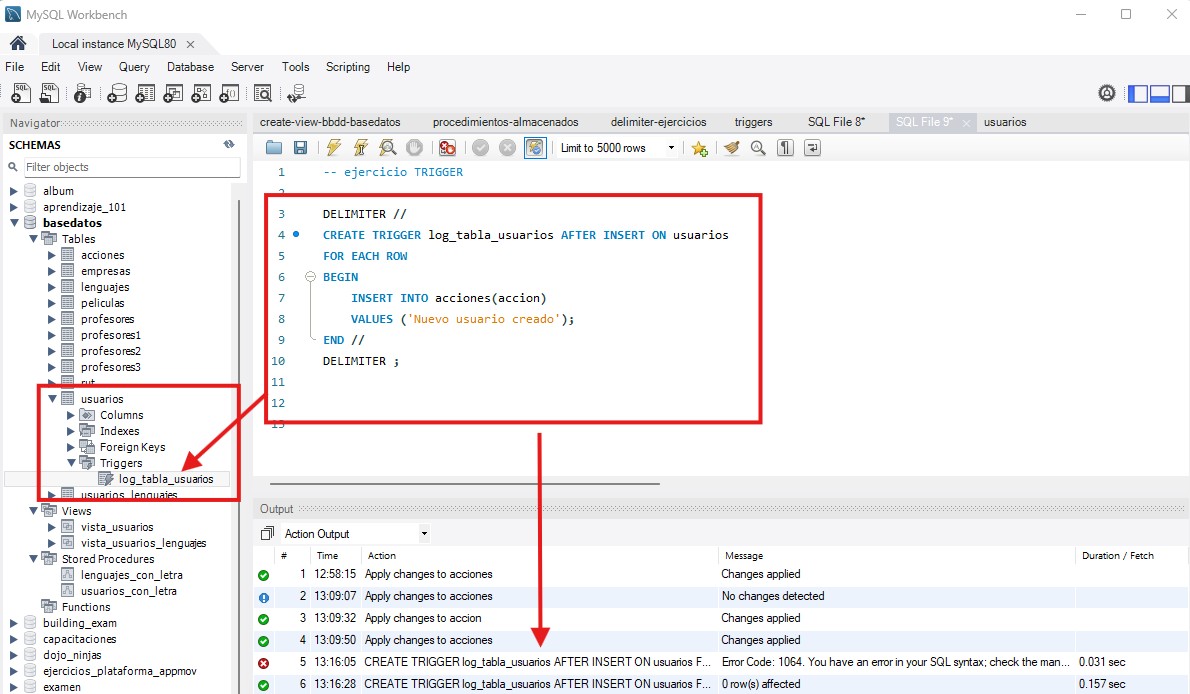 MySQL Workbench
Local instance MySQL80
File Edit View Query Database Server Tools Scripting Help
Navigator
SCHEMAS
Filter objects
album
aprendizaje_101
basedatos
Tables
acciones
empresas
lenguajes
peliculas
profesores
profesores1
profesores2
profesores3
rut
usuarios
Columns
Indexes
Foreign Keys
Triggers
log_tabla_usuarios
usuarios_lenguajes
Views
vista_usuarios
vista_usuarios_lenguajes
Stored Procedures
lenguajes_con_letra
usuarios_con_letra
Functions
building_exam
capacitaciones
dojo_ninjas
ejercicios_plataforma_appmov
examen
create-view-bbdd-basedatos procedimientos-almacenados delimiter-ejercicios triggers SQL File 8* SQL File 9* usuarios
Limit to 5000 rows
1 -- ejercicio TRIGGER
2
3 DELIMITER //
4 CREATE TRIGGER log_tabla_usuarios AFTER INSERT ON usuarios
5 FOR EACH ROW
6 BEGIN
7 INSERT INTO acciones(accion)
8 VALUES ('Nuevo usuario creado');
9 END //
10 DELIMITER ;
11
12
13
Output
Action Output
# Time Action Message Duration / Fetch
1 12:58:15 Apply changes to acciones Changes applied
2 13:09:07 Apply changes to acciones No changes detected
3 13:09:32 Apply changes to accion Changes applied
4 13:09:50 Apply changes to acciones Changes applied
5 13:16:05 CREATE TRIGGER log_tabla_usuarios AFTER INSERT ON usuarios F... Error Code: 1064. You have an error in your SQL syntax; check the man... 0.031 sec
6 13:16:28 CREATE TRIGGER log_tabla_usuarios AFTER INSERT ON usuarios F... 0 row(s) affected 0.157 sec